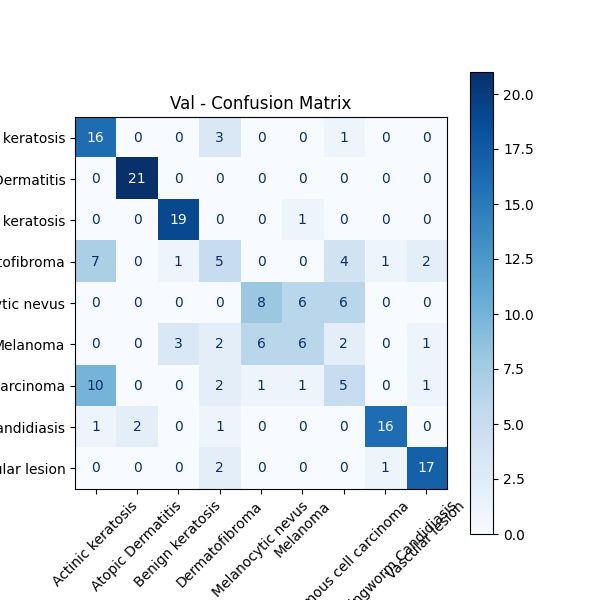 Val - Confusion Matrix
keratosis 16 0 0 3 0 0 1 0 0
Dermatitis 0 21 0 0 0 0 0 0 0
keratosis 0 0 19 0 0 1 0 0 0
tofibroma 7 0 1 5 0 0 4 1 2
ytic nevus 0 0 0 0 8 6 6 0 0
Melanoma 0 0 3 2 6 6 2 0 1
arcinoma 10 0 0 2 1 1 5 0 1
andidiasis 1 2 0 1 0 0 0 16 0
ular lesion 0 0 0 2 0 0 0 1 17
Actinic keratosis
Atopic Dermatitis
Benign keratosis
Dermatofibroma
Melanocytic nevus
Melanoma
mous cell carcinoma
ngworm Candidiasis
Vascular lesion
20.0
17.5
15.0
12.5
10.0
7.5
5.0
2.5
0.0